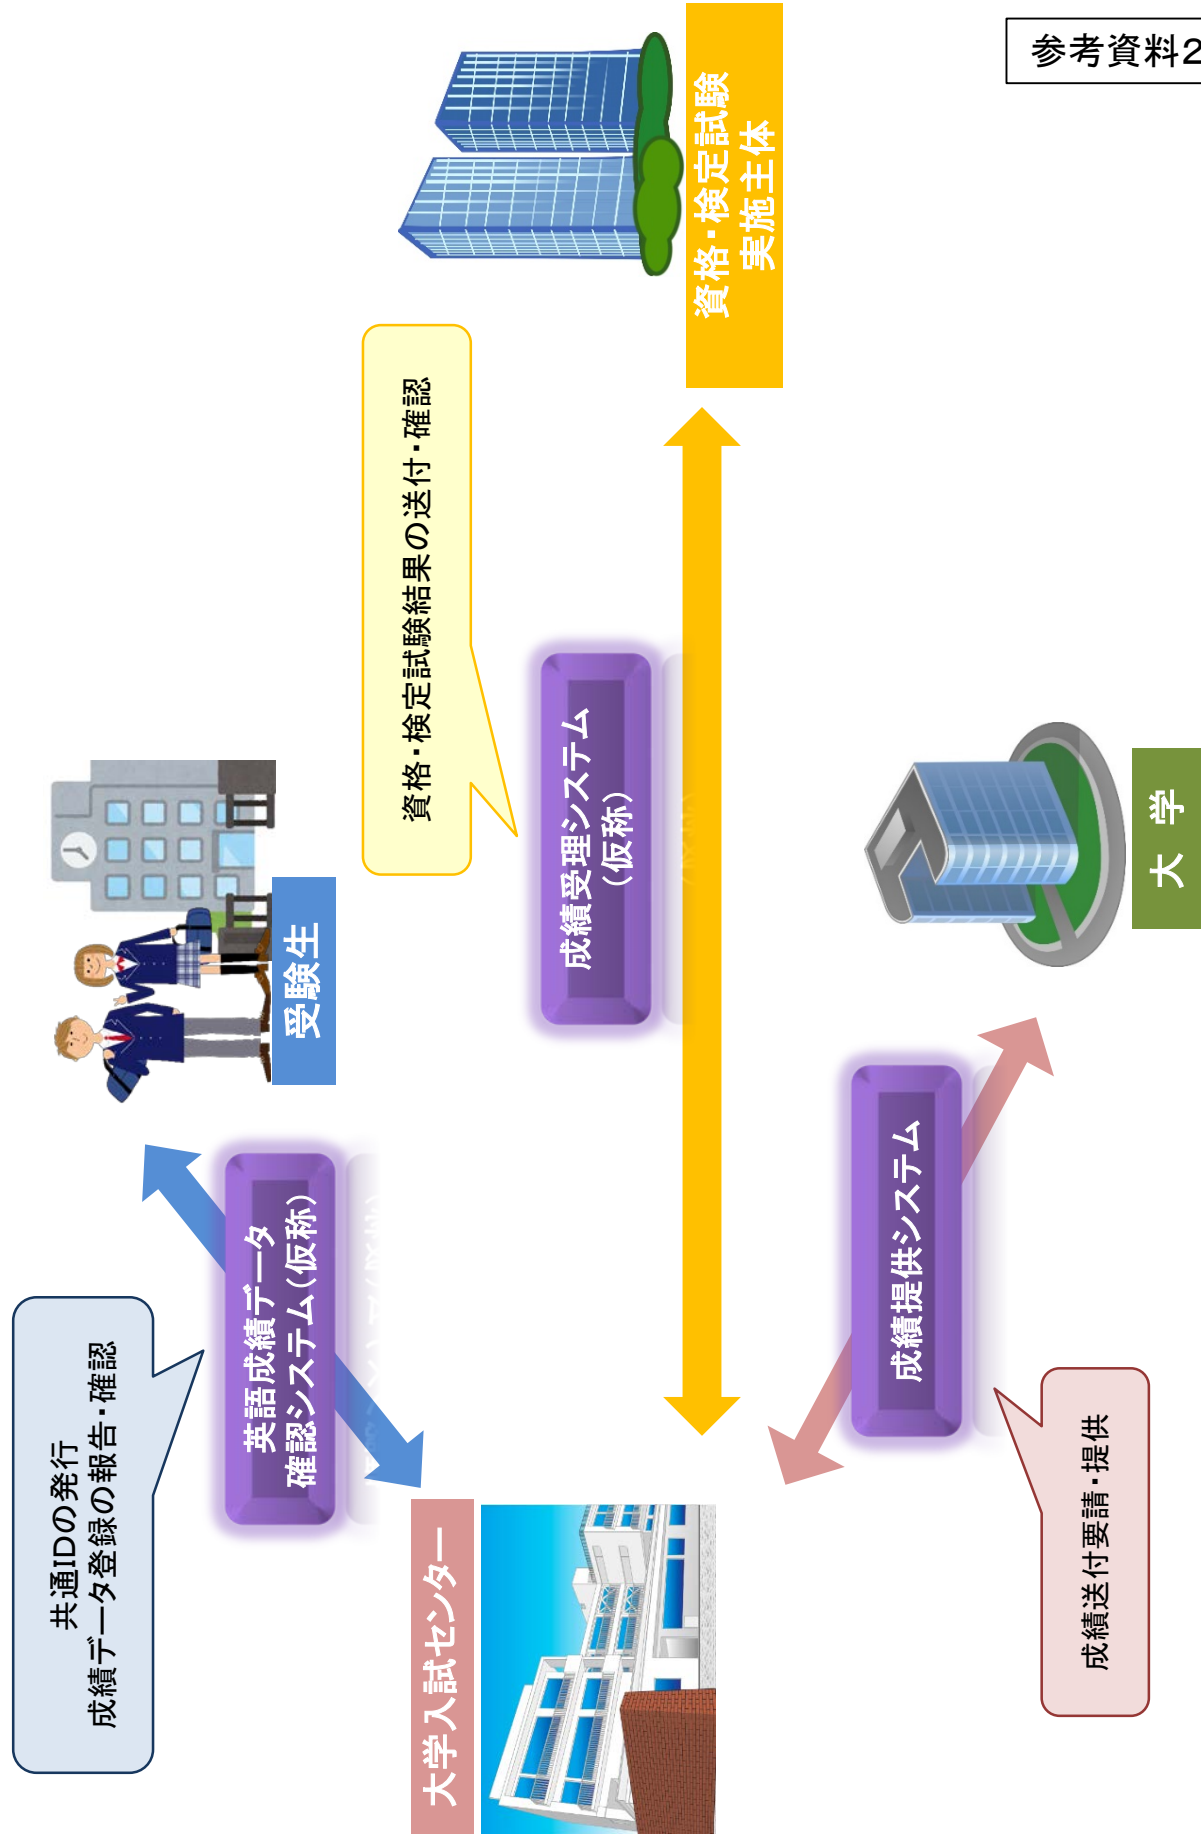 参考資料2
共通IDの発行
成績データ登録の報告・確認
受験生
英語成績データ
確認システム（仮称）
資格・検定試験結果の送付・確認
大学入試センター
成績受理システム
（仮称）
資格・検定試験
実施主体
成績提供システム
成績送付要請・提供
大　学